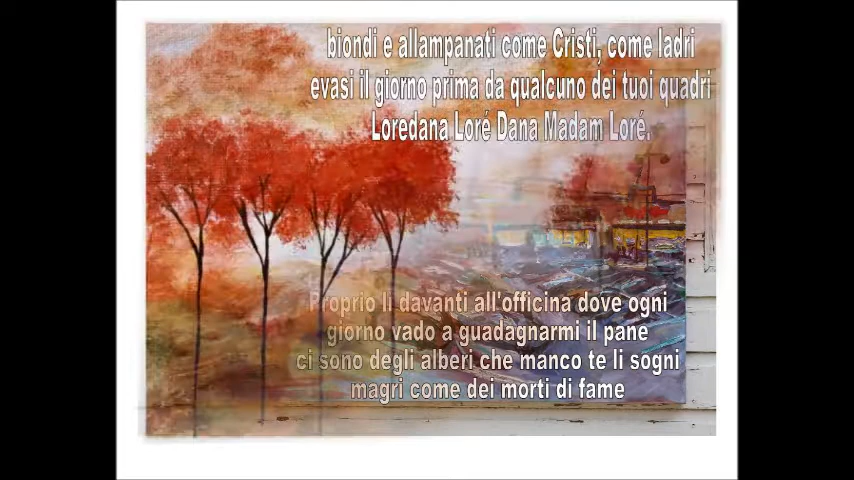 biondi e allampanati come Cristi, come ladri
evasi il giorno prima da qualcuno dei tuoi quadri
Loredana Loré Dana Madam Loré.
Proprio lì davanti all'officina dove ogni
giorno vado a guadagnarmi il pane
ci sono degli alberi che manco te li sogni
magri come dei morti di fame